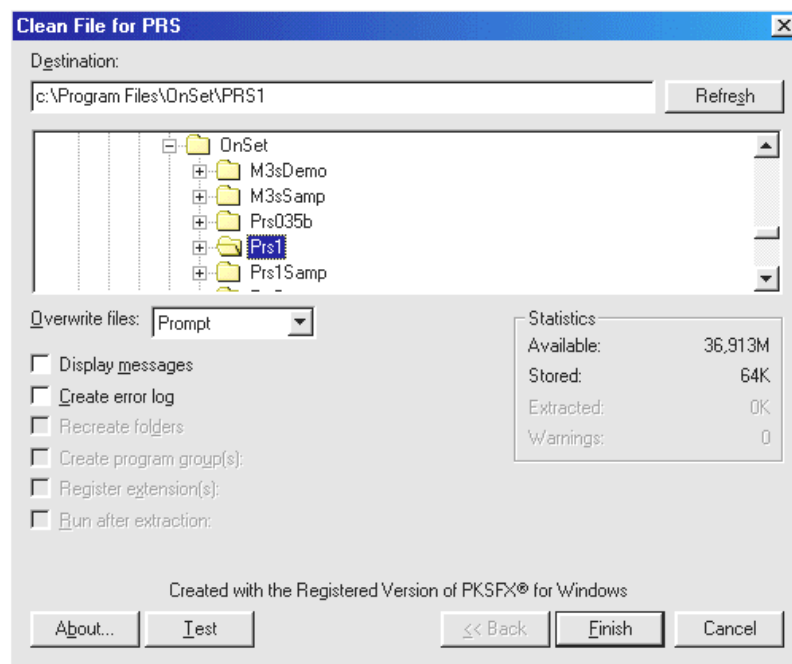 Clean File for PRS
Destination:
c:\Program Files\OnSet\PRS1
Refresh
OnSet
M3sDemo
M3sSamp
Prs035b
Prs1
Prs1Samp
Overwrite files: Prompt
Display messages
Create error log
Recreate folders
Create program group(s):
Register extension(s):
Run after extraction:
Statistics
Available: 36,913M
Stored: 64K
Extracted: 0K
Warnings: 0
Created with the Registered Version of PKSFX® for Windows
About... Test << Back Finish Cancel